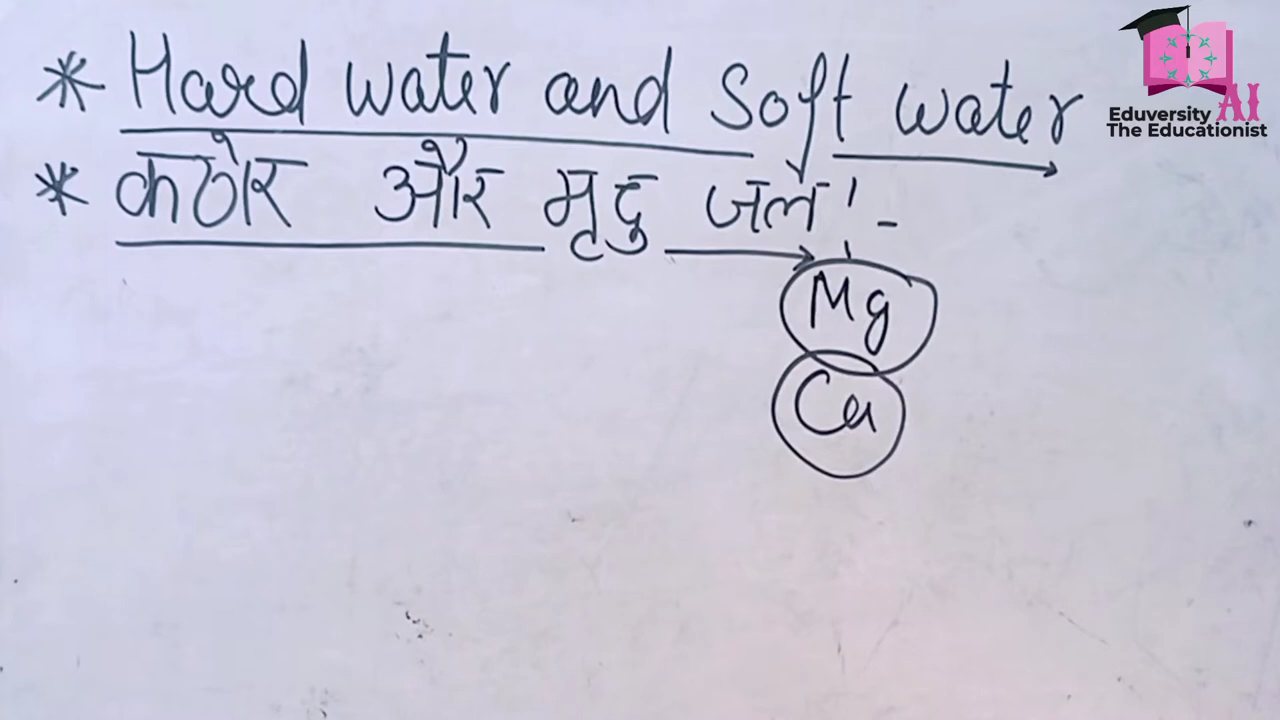 * Hard water and Soft water
* कठोर और मृदु जल :-
Mg
Ca
Eduversity AI
The Educationist